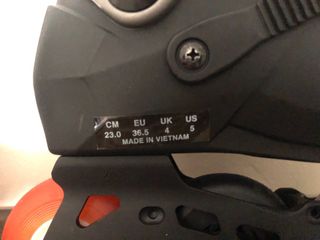 CM EU UK US
23.0 36.5 4 5
MADE IN VIETNAM